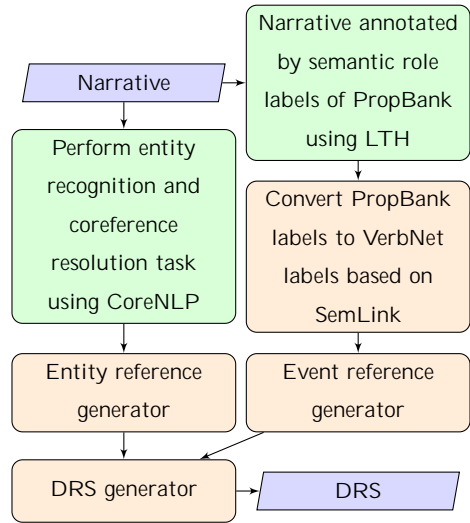 Narrative
Narrative annotated
by semantic role
labels of PropBank
using LTH
Perform entity
recognition and
coreference
resolution task
using CoreNLP
Convert PropBank
labels to VerbNet
labels based on
SemLink
Entity reference
generator
Event reference
generator
DRS generator
DRS